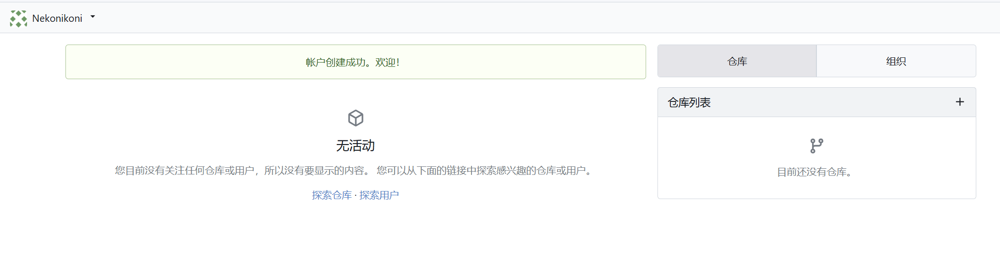 Nekonikoni
帐户创建成功。欢迎！
无活动
您目前没有关注任何仓库或用户，所以没有要显示的内容。 您可以从下面的链接中探索感兴趣的仓库或用户。
探索仓库 · 探索用户
仓库 组织
仓库列表
目前还没有仓库。